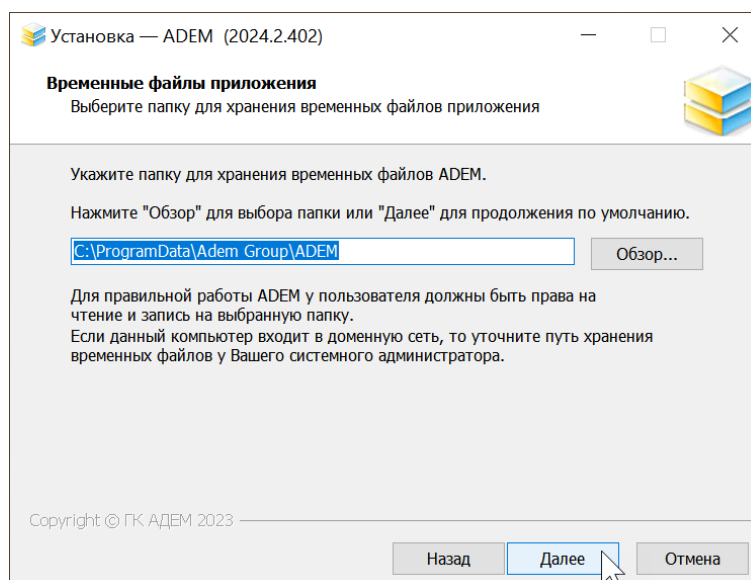 Установка — ADEM (2024.2.402)
Временные файлы приложения
Выберите папку для хранения временных файлов приложения
Укажите папку для хранения временных файлов ADEM.
Нажмите "Обзор" для выбора папки или "Далее" для продолжения по умолчанию.
C:\ProgramData\Adem Group\ADEM
Обзор...
Для правильной работы ADEM у пользователя должны быть права на
чтение и запись на выбранную папку.
Если данный компьютер входит в доменную сеть, то уточните путь хранения
временных файлов у Вашего системного администратора.
Copyright © ГК АДЕМ 2023
Назад
Далее
Отмена